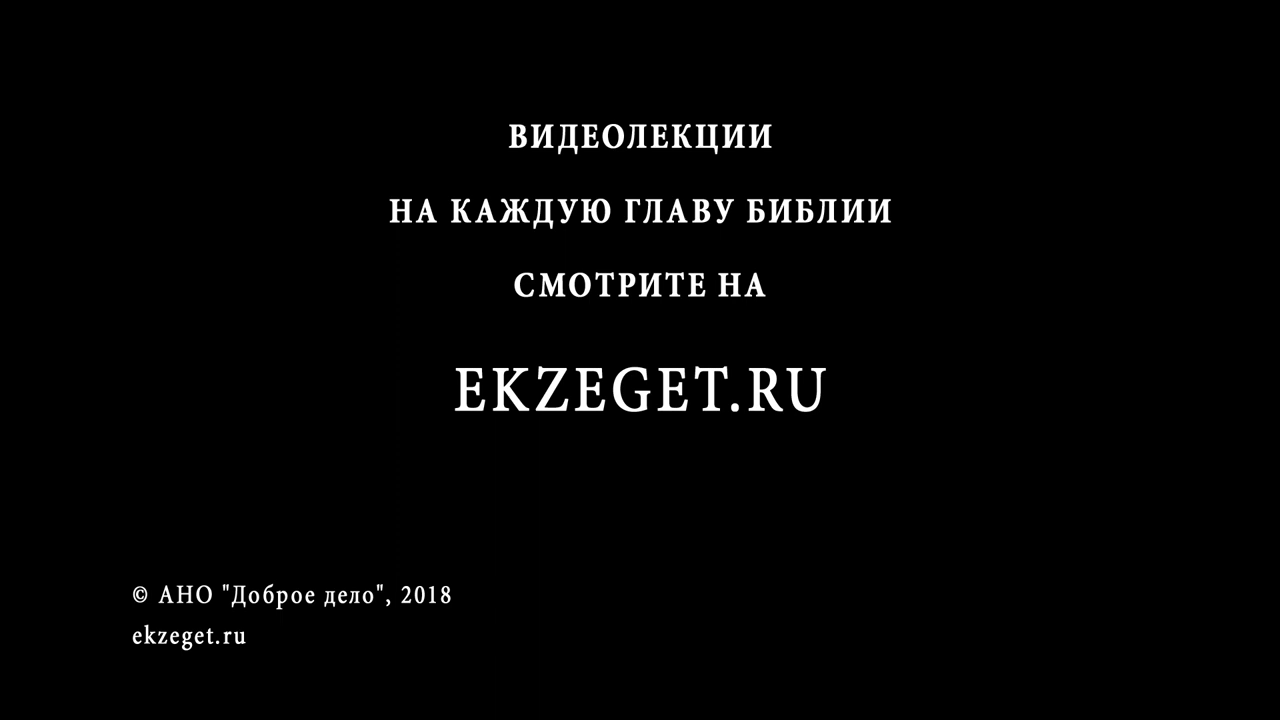 ВИДЕОЛЕКЦИИ
НА КАЖДУЮ ГЛАВУ БИБЛИИ
СМОТРИТЕ НА
EKZEGET.RU
© АНО "Доброе дело", 2018
ekzeget.ru